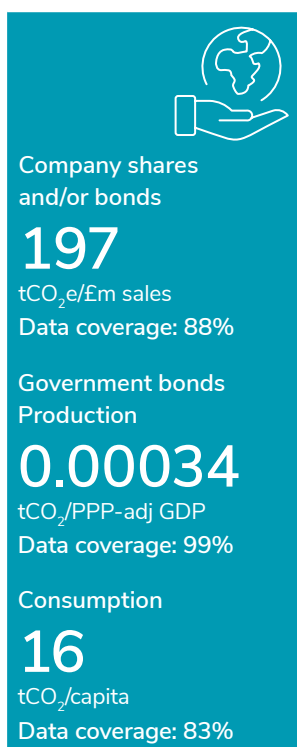 Company shares
and/or bonds
197
tCO₂e/£m sales
Data coverage: 88%
Government bonds
Production
0.00034
tCO₂/PPP-adj GDP
Data coverage: 99%
Consumption
16
tCO₂/capita
Data coverage: 83%